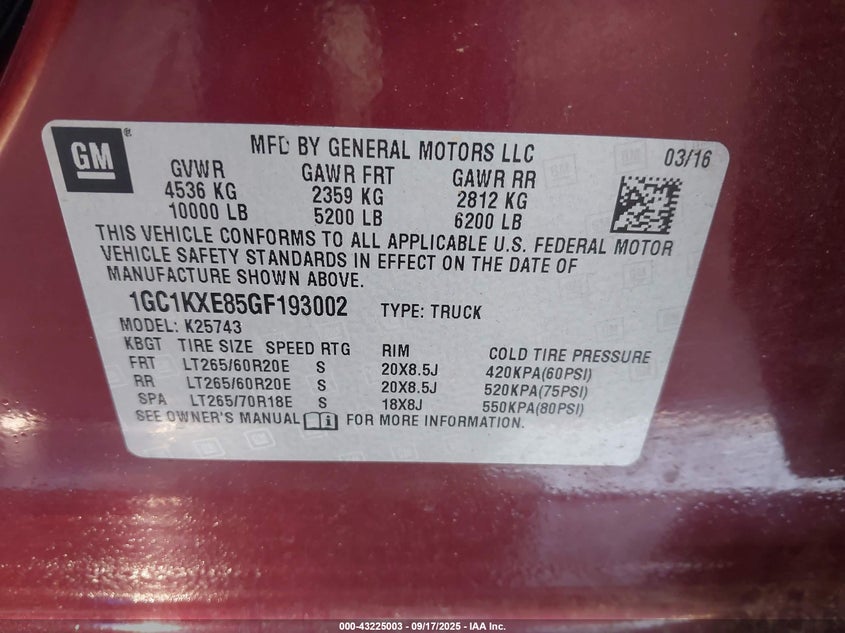 GM®
MFD BY GENERAL MOTORS LLC
03/16
GVWR GAWR FRT GAWR RR
4536 KG 2359 KG 2812 KG
10000 LB 5200 LB 6200 LB
THIS VEHICLE CONFORMS TO ALL APPLICABLE U.S. FEDERAL MOTOR
VEHICLE SAFETY STANDARDS IN EFFECT ON THE DATE OF
MANUFACTURE SHOWN ABOVE.
1GC1KXE85GF193002 TYPE: TRUCK
MODEL: K25743
KBGT TIRE SIZE SPEED RTG RIM COLD TIRE PRESSURE
FRT LT265/60R20E S 20X8.5J 420KPA(60PSI)
RR LT265/60R20E S 20X8.5J 520KPA(75PSI)
SPA LT265/70R18E S 18X8J 550KPA(80PSI)
SEE OWNER'S MANUAL FOR MORE INFORMATION.
000-43225003 - 09/17/2025 - IAA Inc.